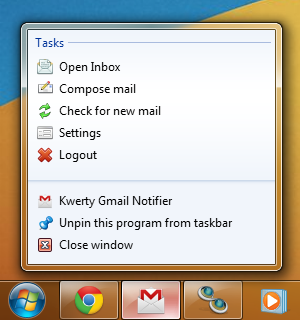 Tasks
Open Inbox
Compose mail
Check for new mail
Settings
Logout
Kwerty Gmail Notifier
Unpin this program from taskbar
Close window